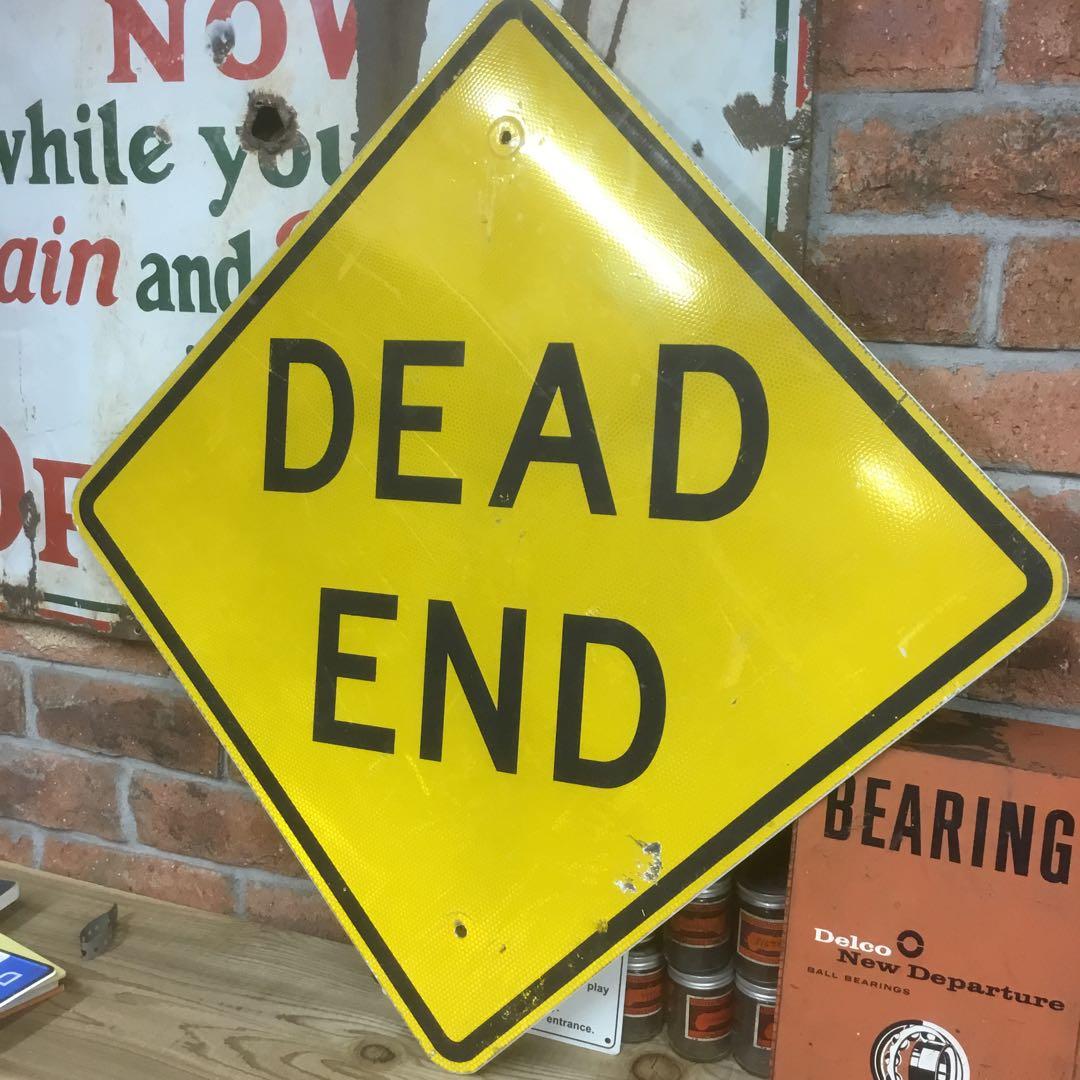 NOW
while you
ain and
DEAD
END
BEARING
Delco
New Departure
BALL BEARINGS
play
entrance.